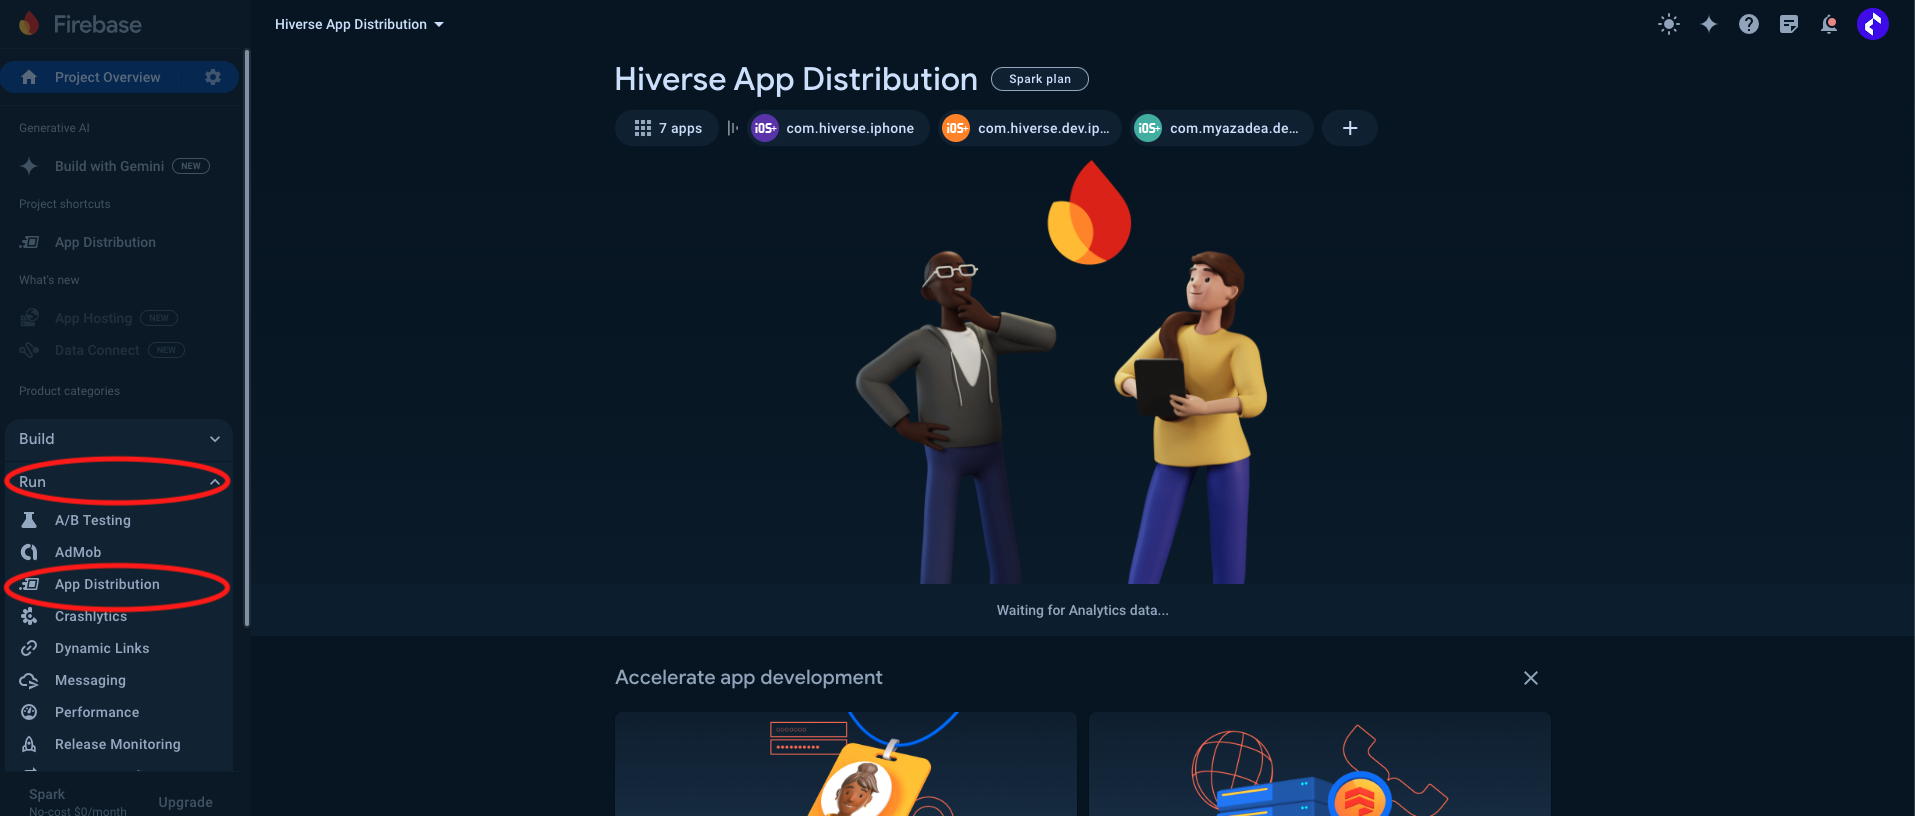 Firebase
Hiverse App Distribution
Project Overview
Generative AI
Build with Gemini NEW
Project shortcuts
App Distribution
What's new
App Hosting NEW
Data Connect NEW
Product categories
Build
Run
A/B Testing
AdMob
App Distribution
Crashlytics
Dynamic Links
Messaging
Performance
Release Monitoring
Spark
No-cost $0/month
Upgrade
Hiverse App Distribution Spark plan
7 apps iOS+ com.hiverse.iphone iOS+ com.hiverse.dev.ip... iOS+ com.myazadea.de...
Waiting for Analytics data...
Accelerate app development